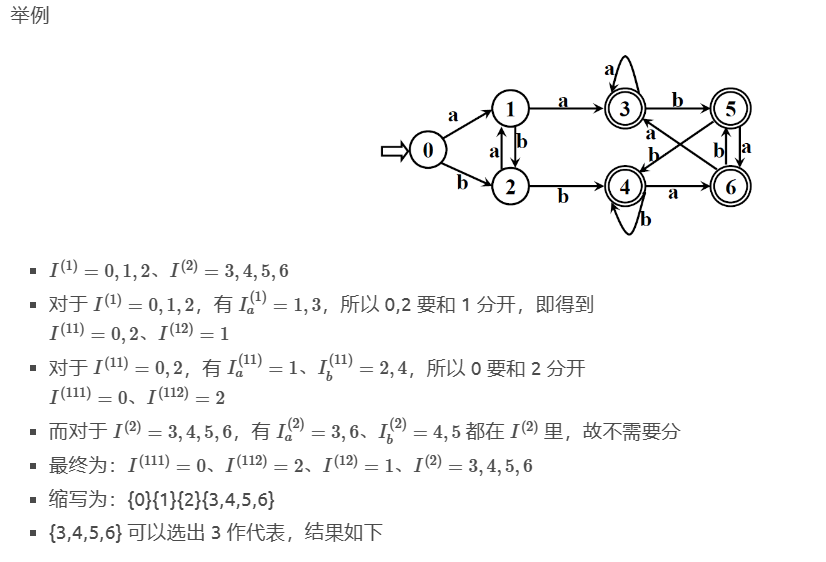 举例
0 1 2 3 4 5 6
a b a b a b a b a b a b b a
I^(1) = 0,1,2、I^(2) = 3,4,5,6
对于 I^(1) = 0,1,2，有 I_a^(1) = 1,3，所以 0,2 要和 1 分开，即得到
I^(11) = 0,2、I^(12) = 1
对于 I^(11) = 0,2，有 I_a^(11) = 1、I_b^(11) = 2,4，所以 0 要和 2 分开
I^(111) = 0、I^(112) = 2
而对于 I^(2) = 3,4,5,6，有 I_a^(2) = 3,6、I_b^(2) = 4,5 都在 I^(2) 里，故不需要分
最终为：I^(111) = 0、I^(112) = 2、I^(12) = 1、I^(2) = 3,4,5,6
缩写为：{0}{1}{2}{3,4,5,6}
{3,4,5,6} 可以选出 3 作代表，结果如下